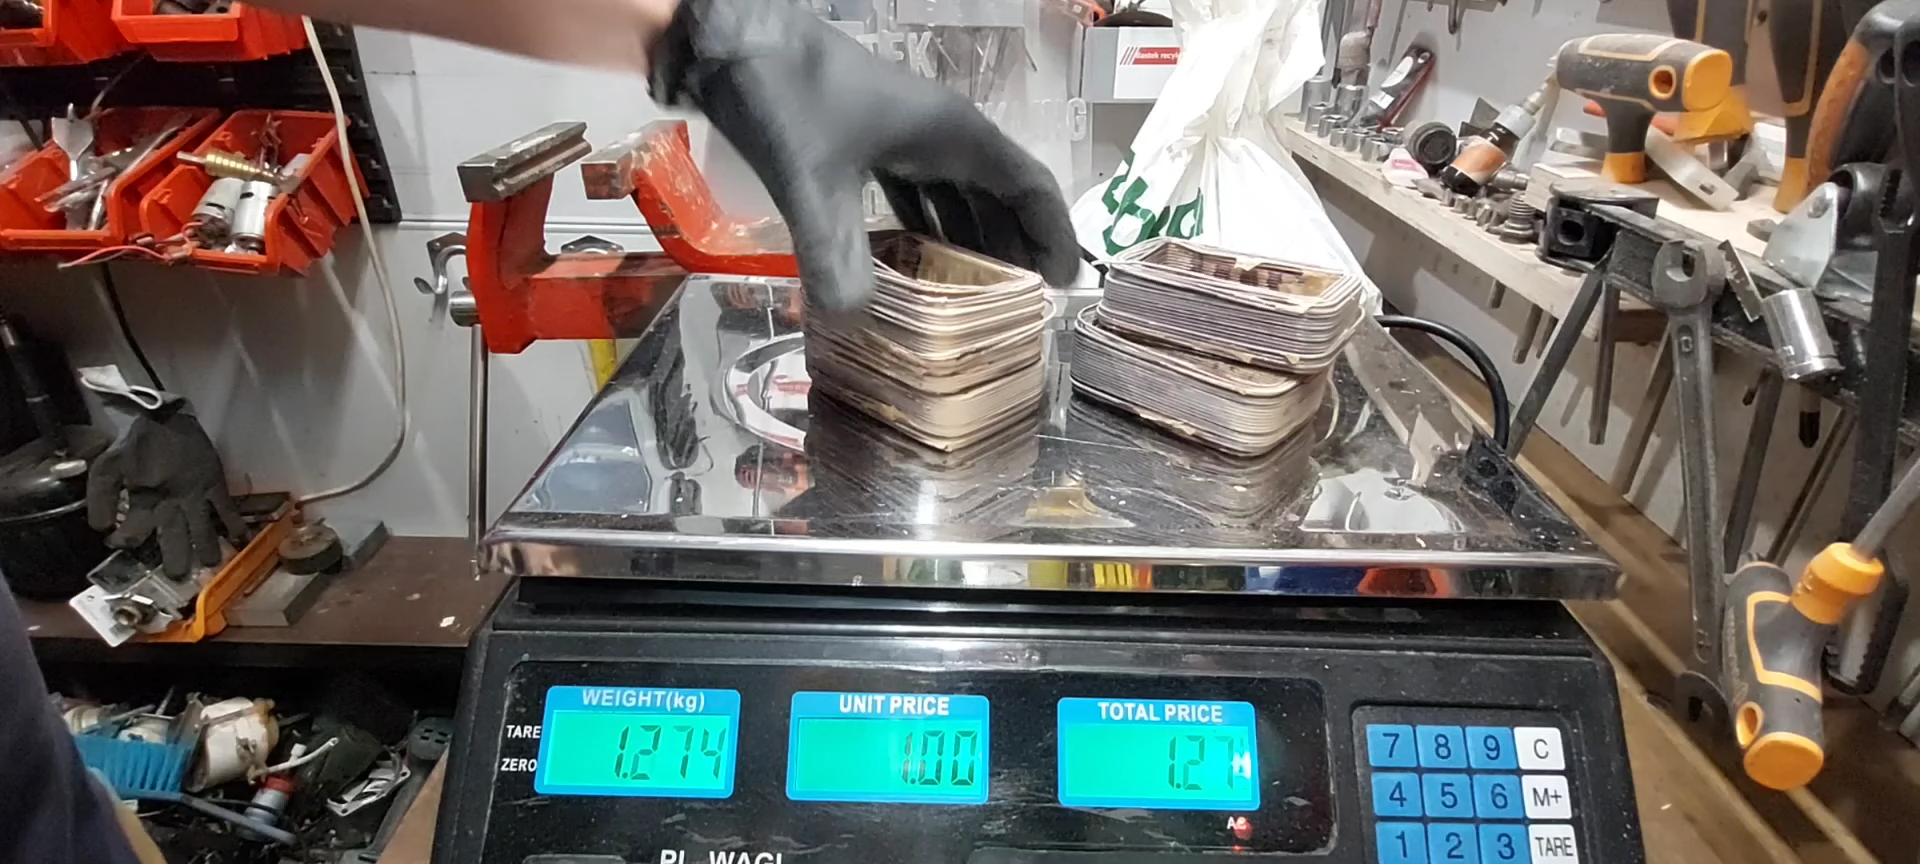 WEIGHT(kg)
UNIT PRICE
TOTAL PRICE
TARE
ZERO
1.274
1.00
1.27
7 8 9 C
4 5 6 M+
1 2 3 TARE